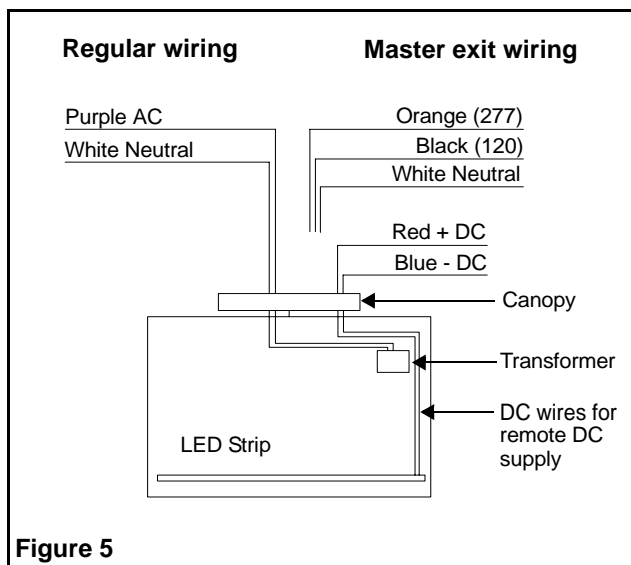 Regular wiring
Master exit wiring
Purple AC
White Neutral
Orange (277)
Black (120)
White Neutral
Red + DC
Blue - DC
Canopy
Transformer
DC wires for
remote DC
supply
LED Strip
Figure 5